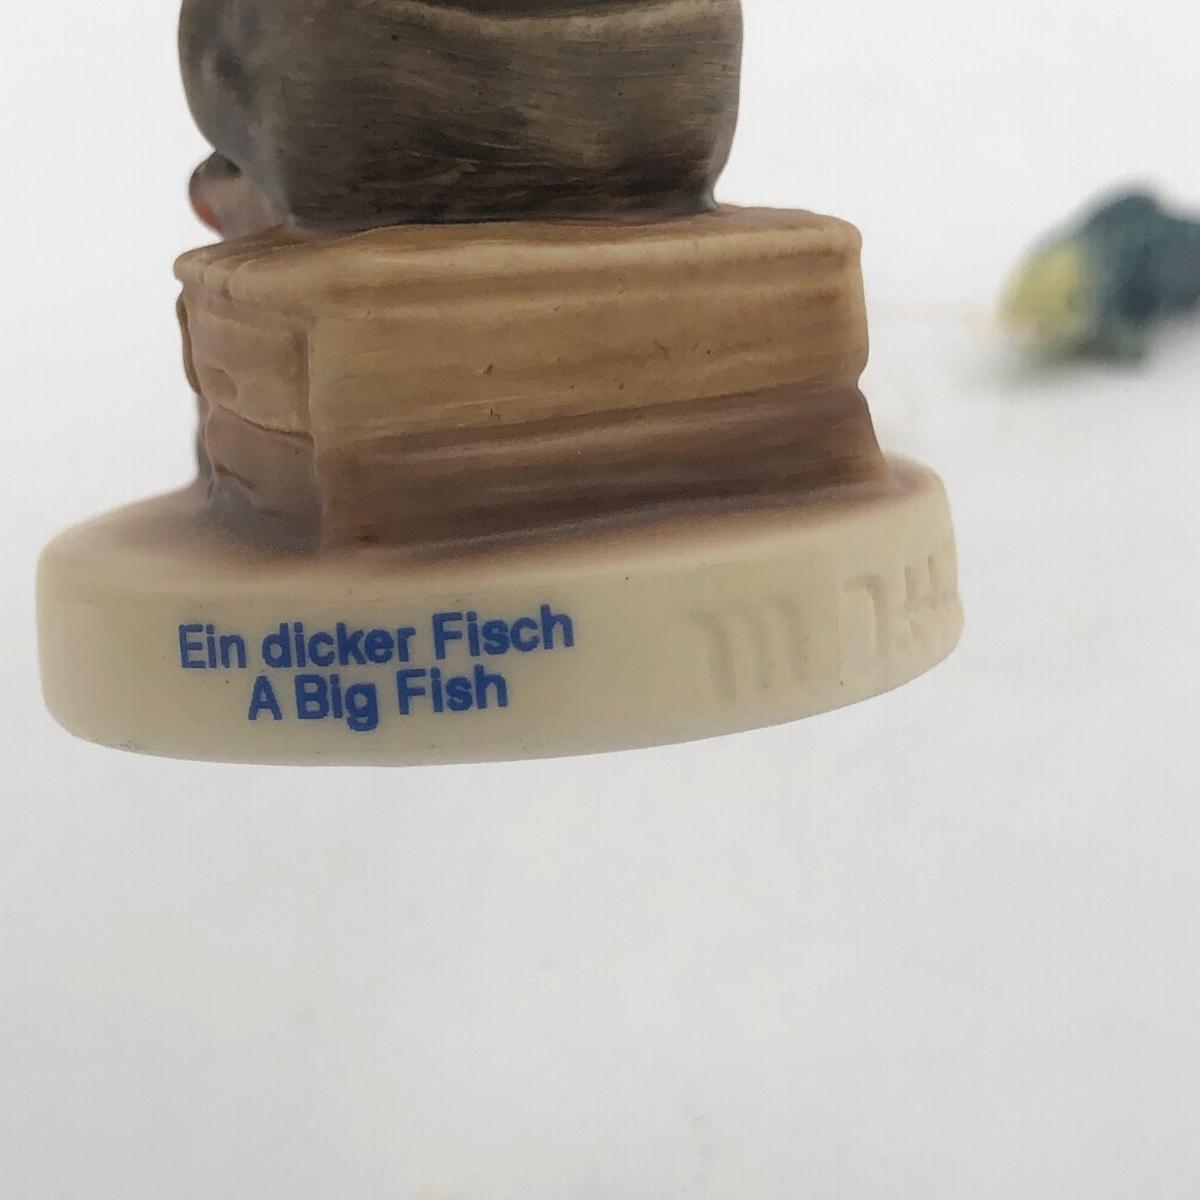 Ein dicker Fisch
A Big Fish